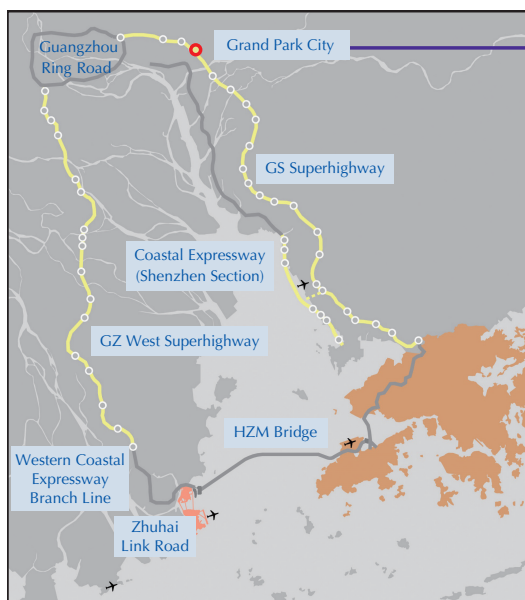 Guangzhou
Ring Road
Grand Park City
GS Superhighway
Coastal Expressway
(Shenzhen Section)
GZ West Superhighway
HZM Bridge
Western Coastal
Expressway
Branch Line
Zhuhai
Link Road